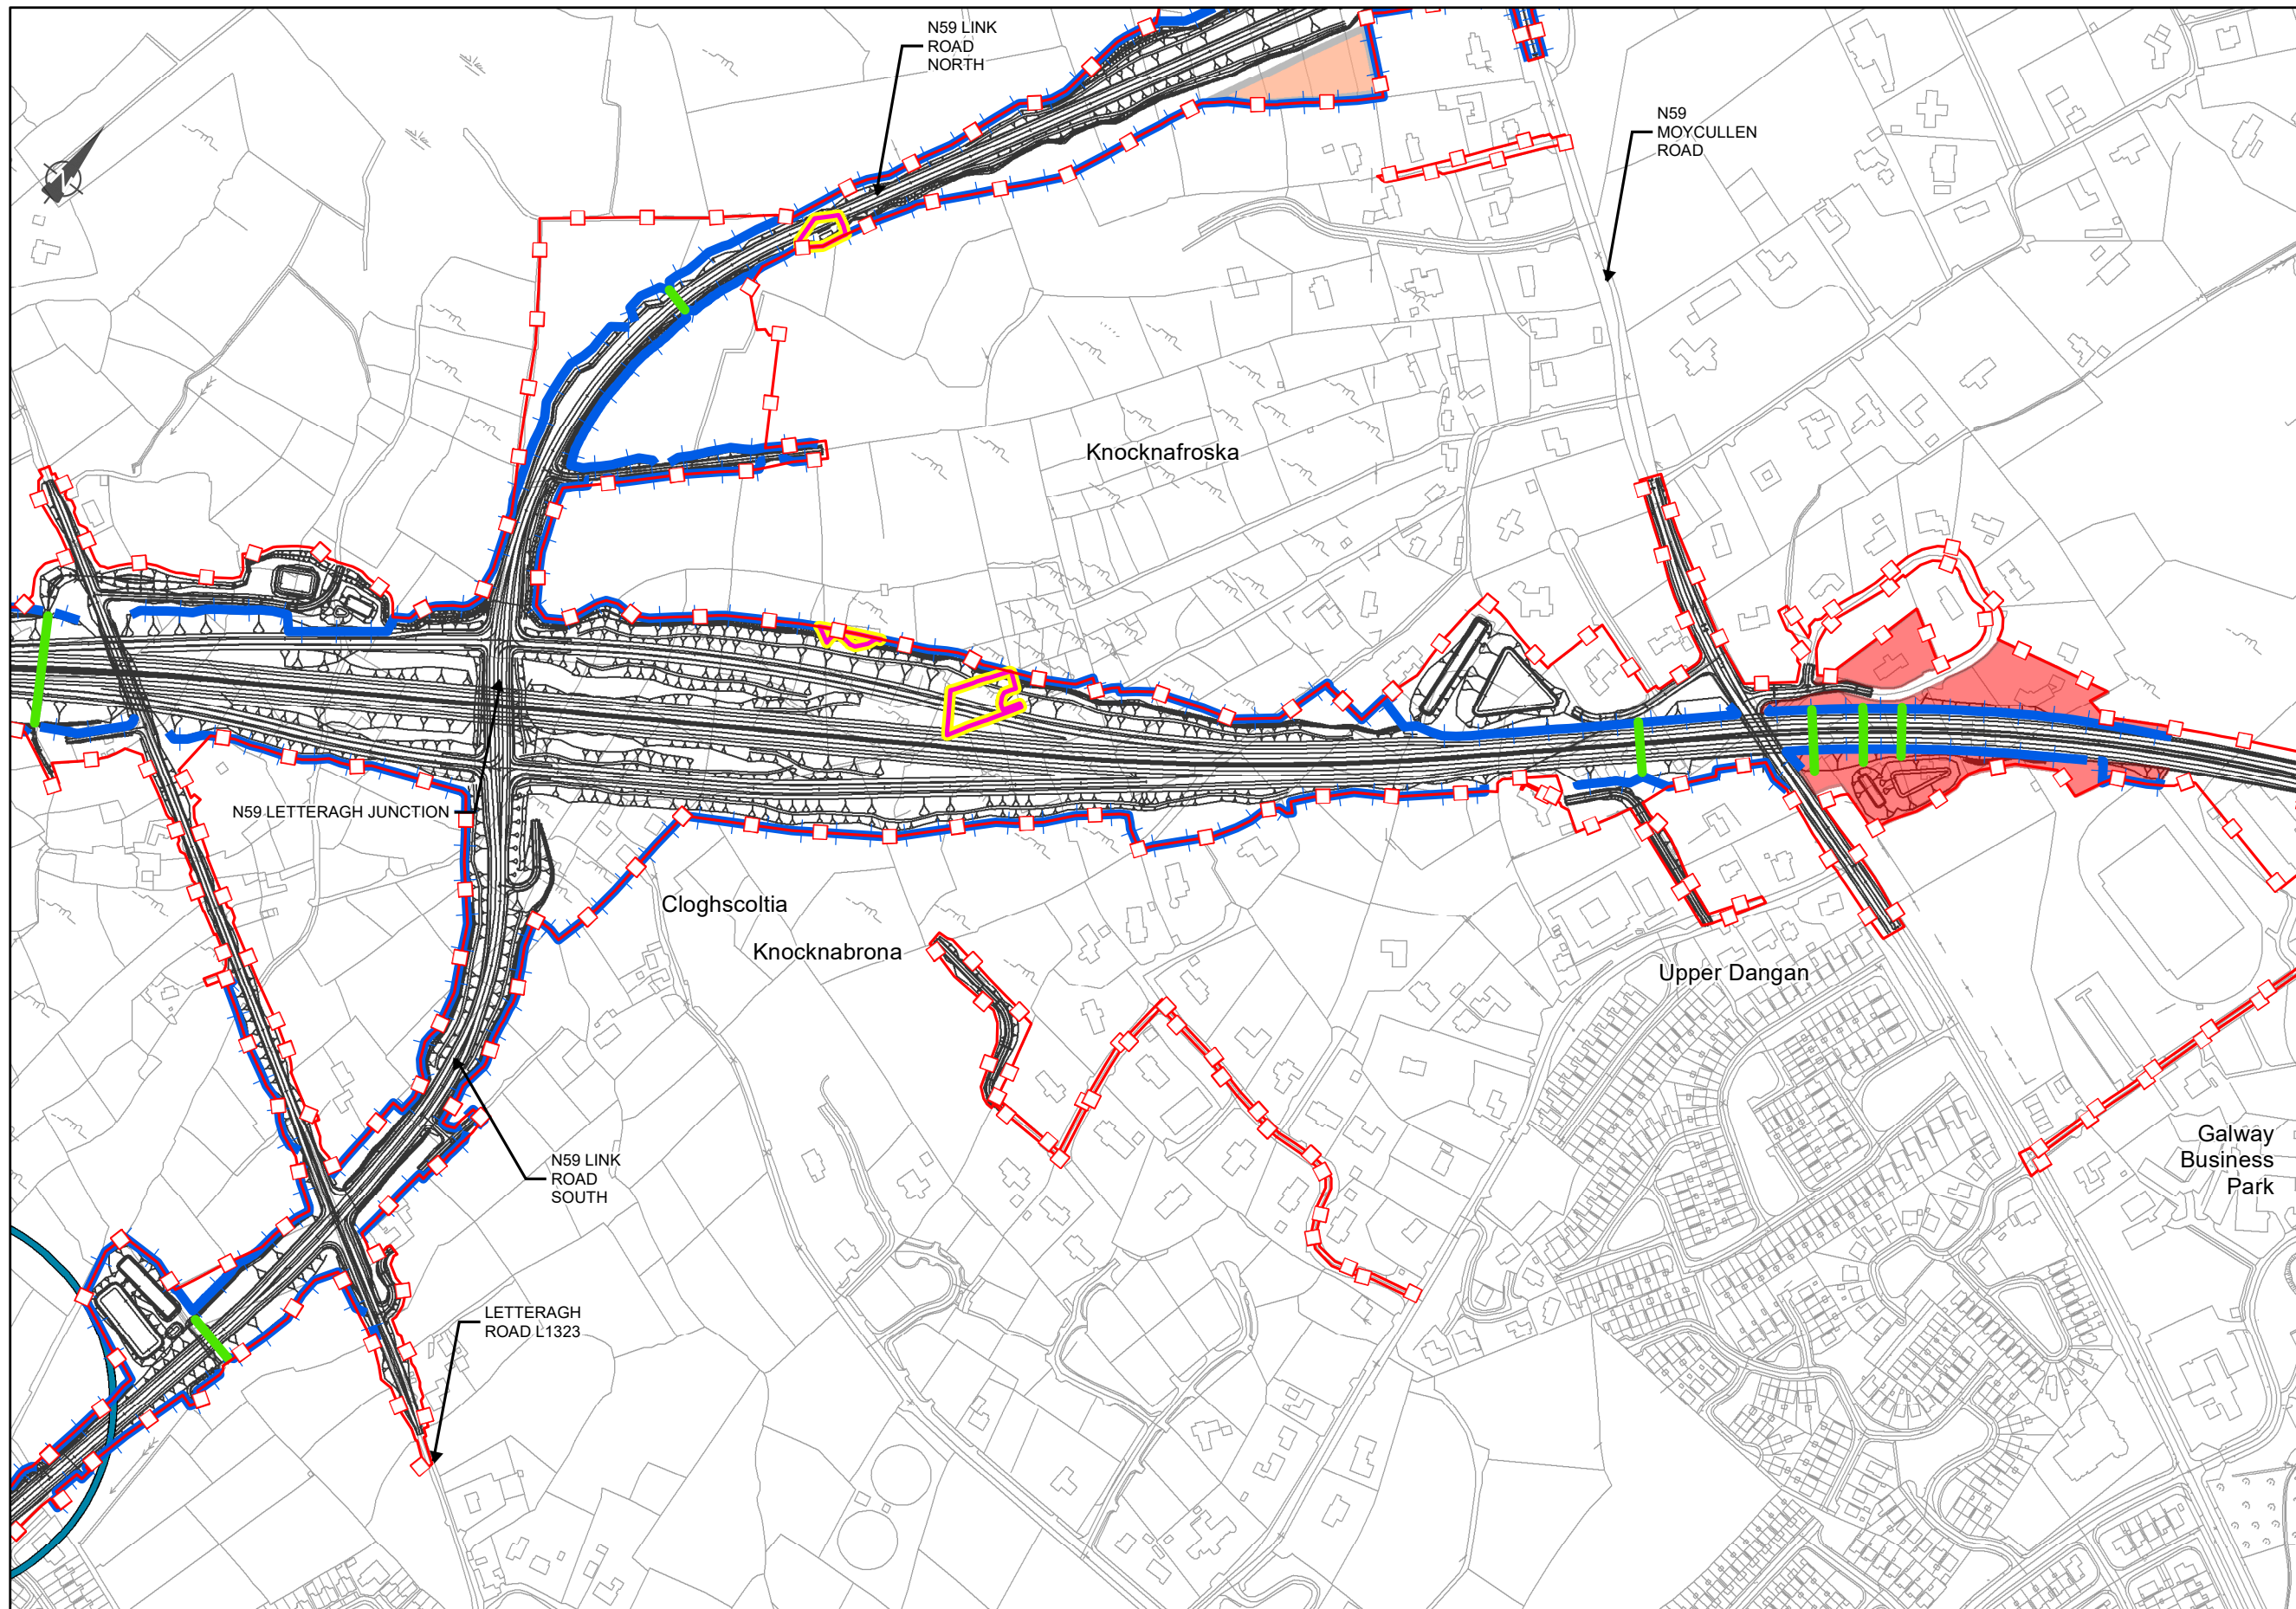 N59 LINK
ROAD
NORTH
N59
MOYCULLEN
ROAD
Knocknafroska
N59 LETTERAGH JUNCTION
Cloghscoltia
Knocknabrona
Upper Dangan
Galway
Business
Park
N59 LINK
ROAD
SOUTH
LETTERAGH
ROAD L1323